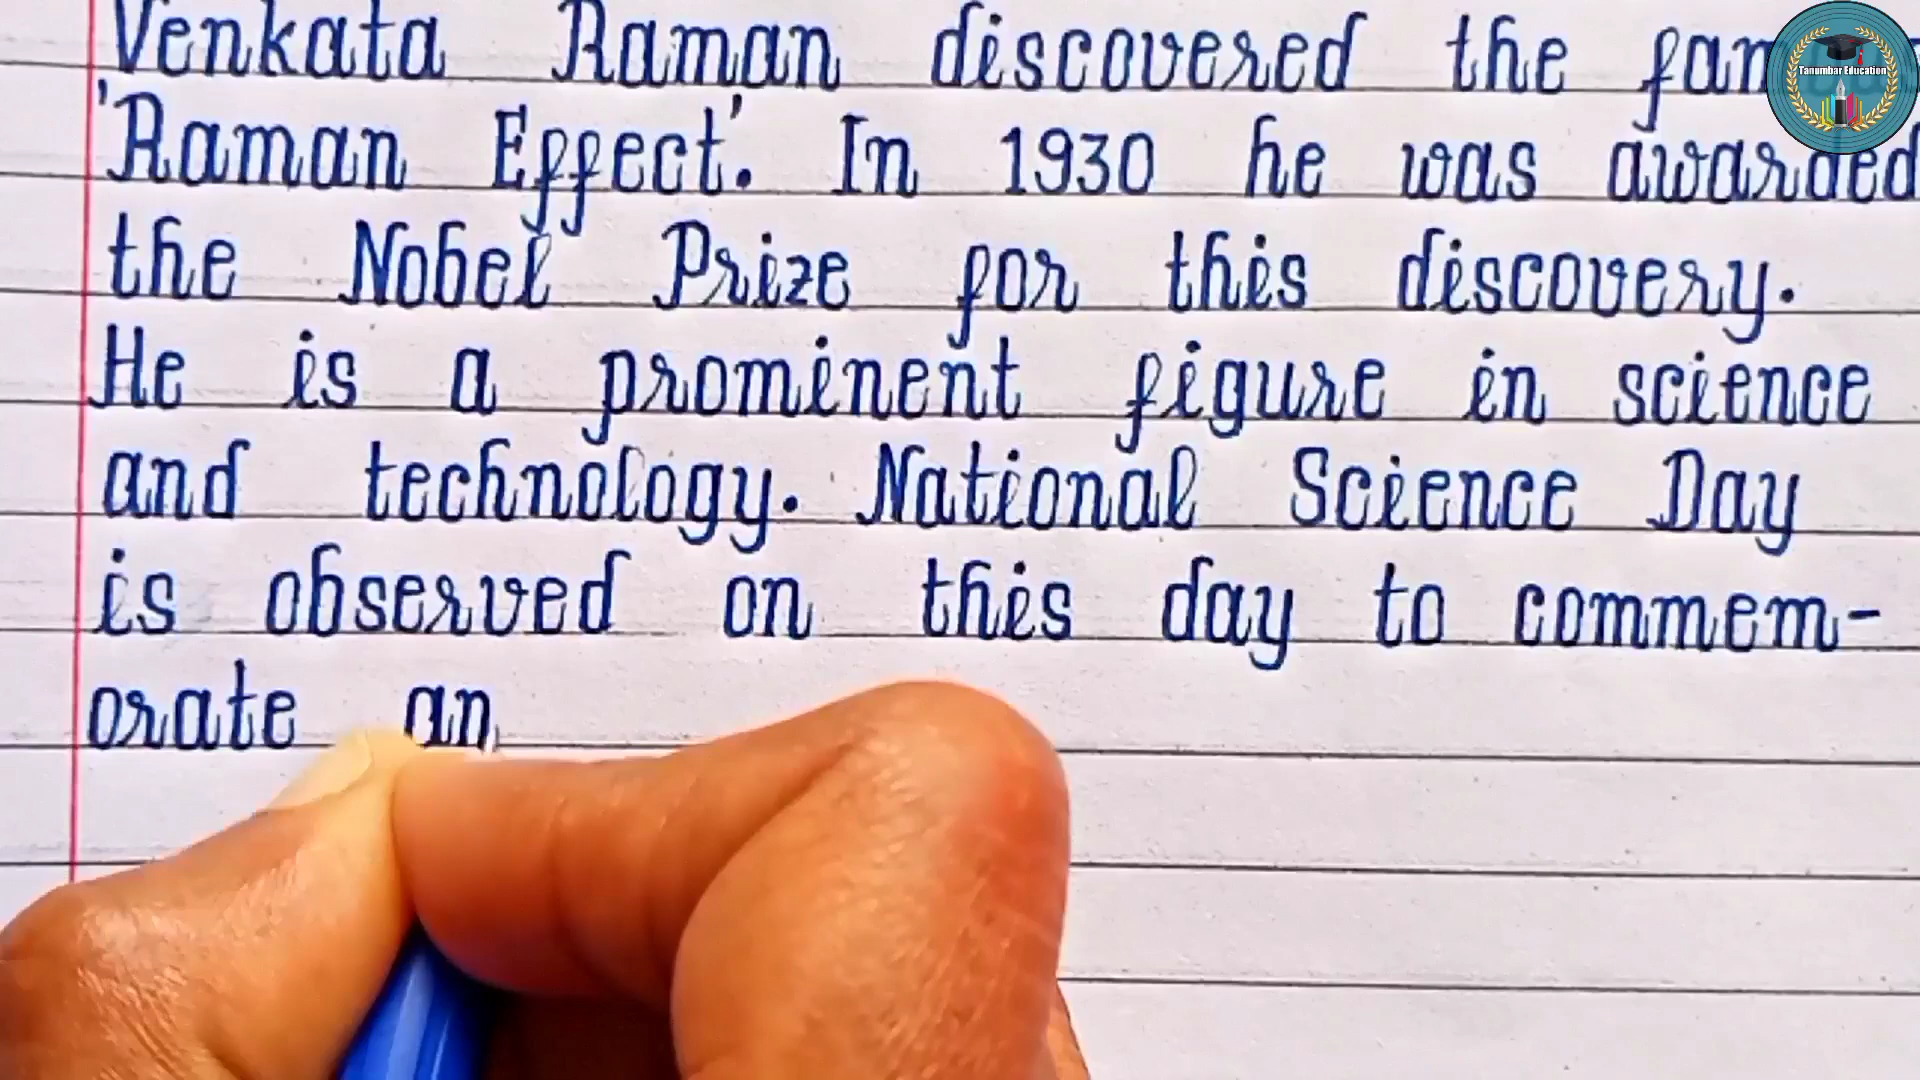 Venkata Raman discovered the fam
Tanumbar Education
'Raman Effect'. In 1930 he was awarded
the Nobel Prize for this discovery.
He is a prominent figure in science
and technology. National Science Day
is observed on this day to commem-
orate an